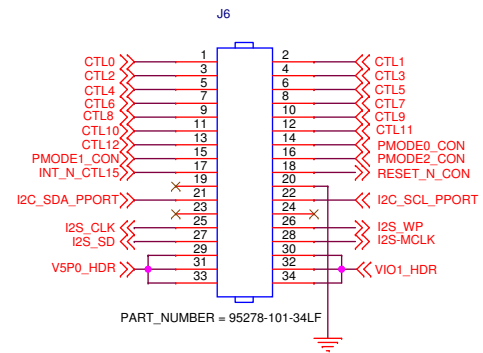 J6
CTL0 1 2 CTL1
CTL2 3 4 CTL3
CTL4 5 6 CTL5
CTL6 7 8 CTL7
CTL8 9 10 CTL9
CTL10 11 12 CTL11
CTL12 13 14 PMODE0_CON
PMODE1_CON 15 16 PMODE2_CON
INT_N_CTL15 17 18 RESET_N_CON
19 20
I2C_SDA_PPORT 21 22 I2C_SCL_PPORT
23 24
I2S_CLK 25 26 I2S_WP
I2S_SD 27 28 I2S-MCLK
29 30
V5P0_HDR 31 32 VIO1_HDR
33 34
PART_NUMBER = 95278-101-34LF